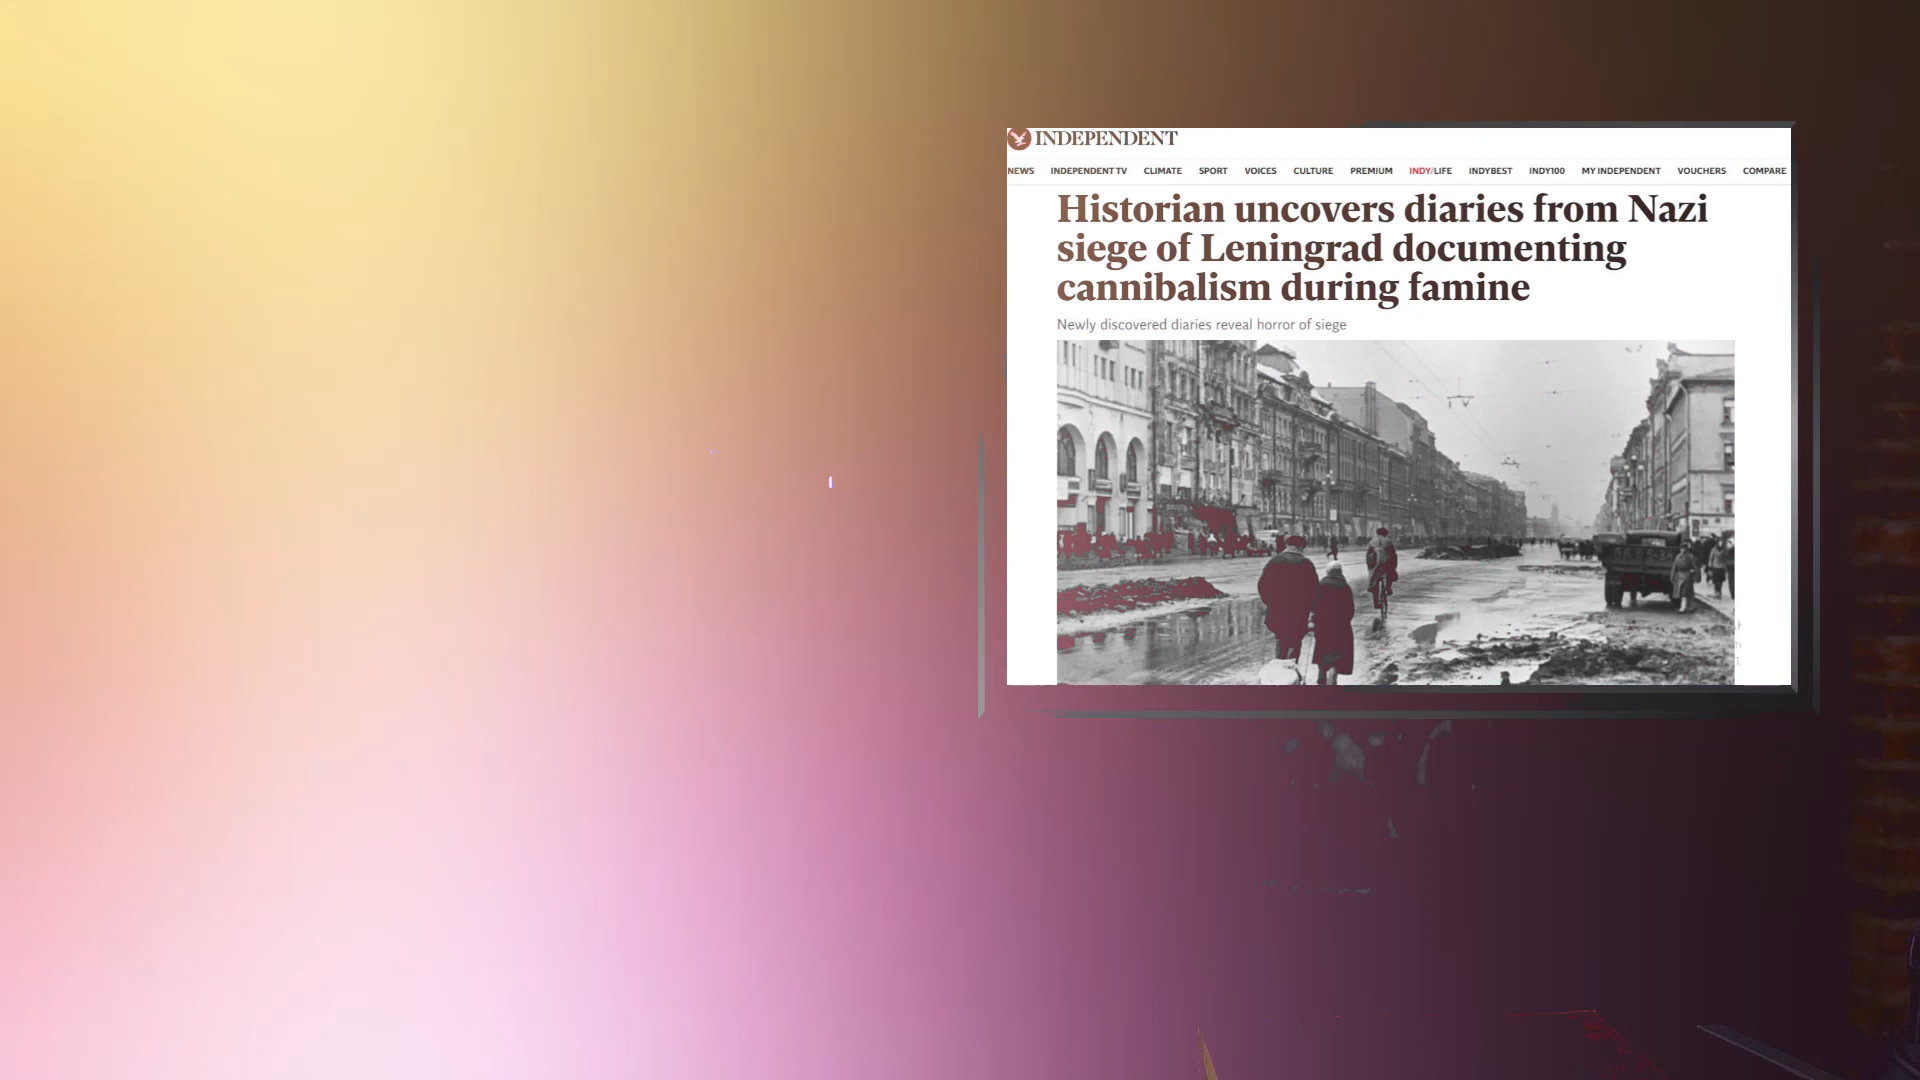 INDEPENDENT
NEWS INDEPENDENT TV CLIMATE SPORT VOICES CULTURE PREMIUM INDY/LIFE INDYBEST INDY100 MY INDEPENDENT VOUCHERS COMPARE
Historian uncovers diaries from Nazi
siege of Leningrad documenting
cannibalism during famine
Newly discovered diaries reveal horror of siege